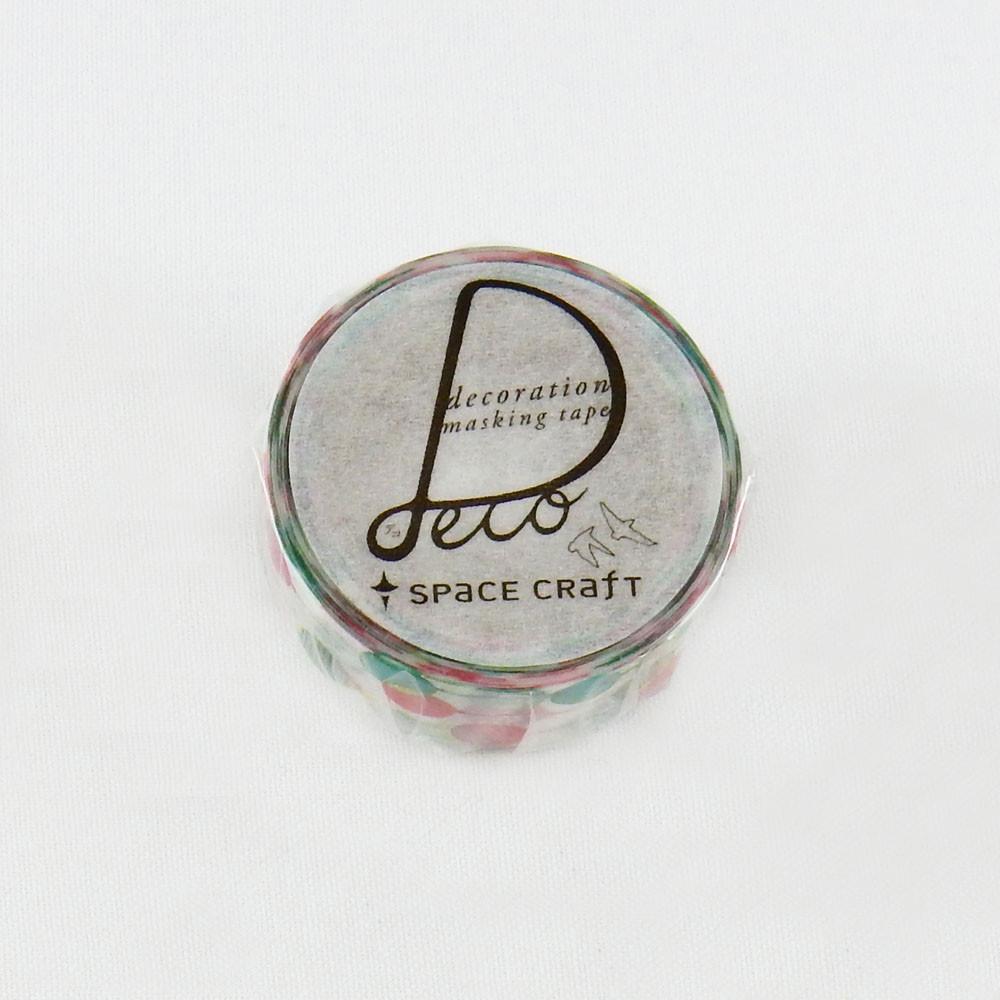 decoration
masking tape
Deco
SPaCE CRafT